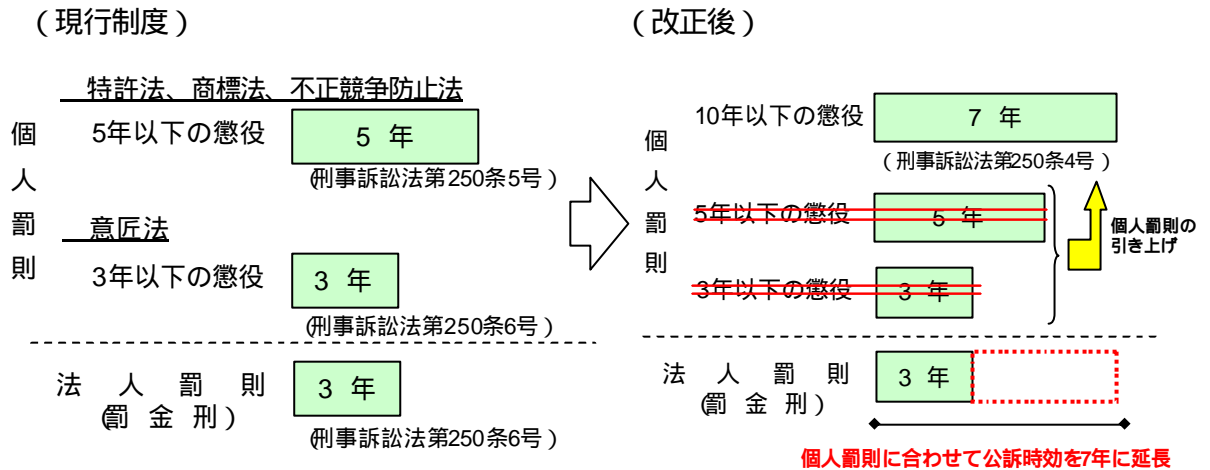 （現行制度）
特許法、商標法、不正競争防止法
個人罰則
5年以下の懲役
5 年
(刑事訴訟法第250条5号）
意匠法
3年以下の懲役
3 年
(刑事訴訟法第250条6号）
法人罰則
(罰金刑）
3 年
(刑事訴訟法第250条6号）
（改正後）
個人罰則
10年以下の懲役
7 年
（刑事訴訟法第250条4号）
5年以下の懲役
5 年
個人罰則の
引き上げ
3年以下の懲役
3 年
法人罰則
(罰金刑）
3 年
個人罰則に合わせて公訴時効を7年に延長